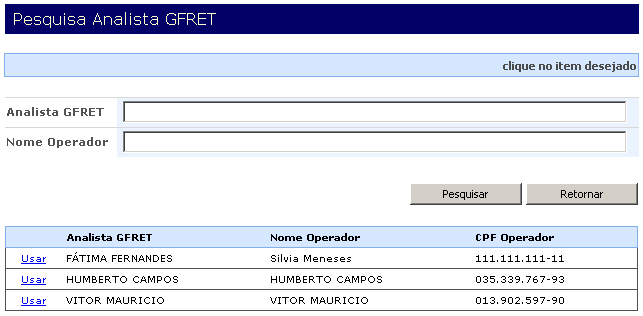 Pesquisa Analista GFRET
clique no item desejado
Analista GFRET
Nome Operador
Pesquisar Retornar
Analista GFRET Nome Operador CPF Operador
Usar FÁTIMA FERNANDES Silvia Meneses 111.111.111-11
Usar HUMBERTO CAMPOS HUMBERTO CAMPOS 035.339.767-93
Usar VITOR MAURICIO VITOR MAURICIO 013.902.597-90